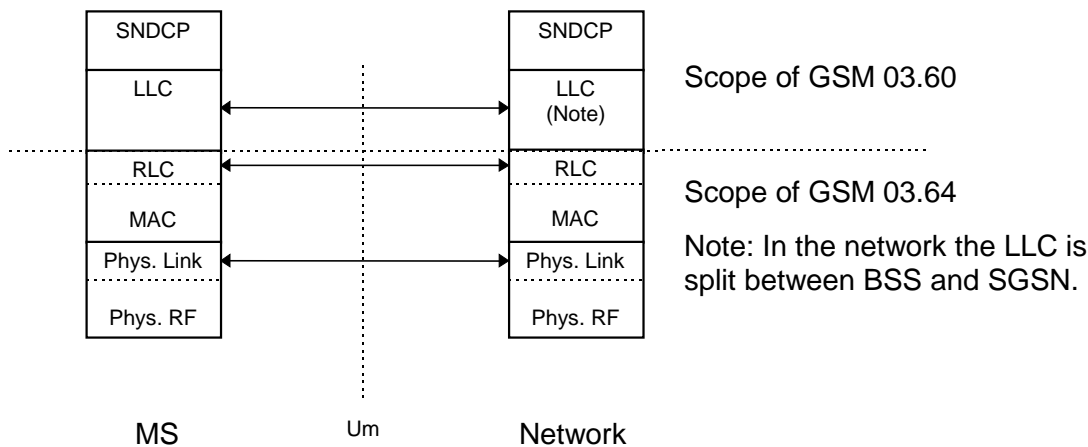 SNDCP
LLC
RLC
MAC
Phys. Link
Phys. RF
MS
Um
SNDCP
LLC
(Note)
RLC
MAC
Phys. Link
Phys. RF
Network
Scope of GSM 03.60
Scope of GSM 03.64
Note: In the network the LLC is
split between BSS and SGSN.